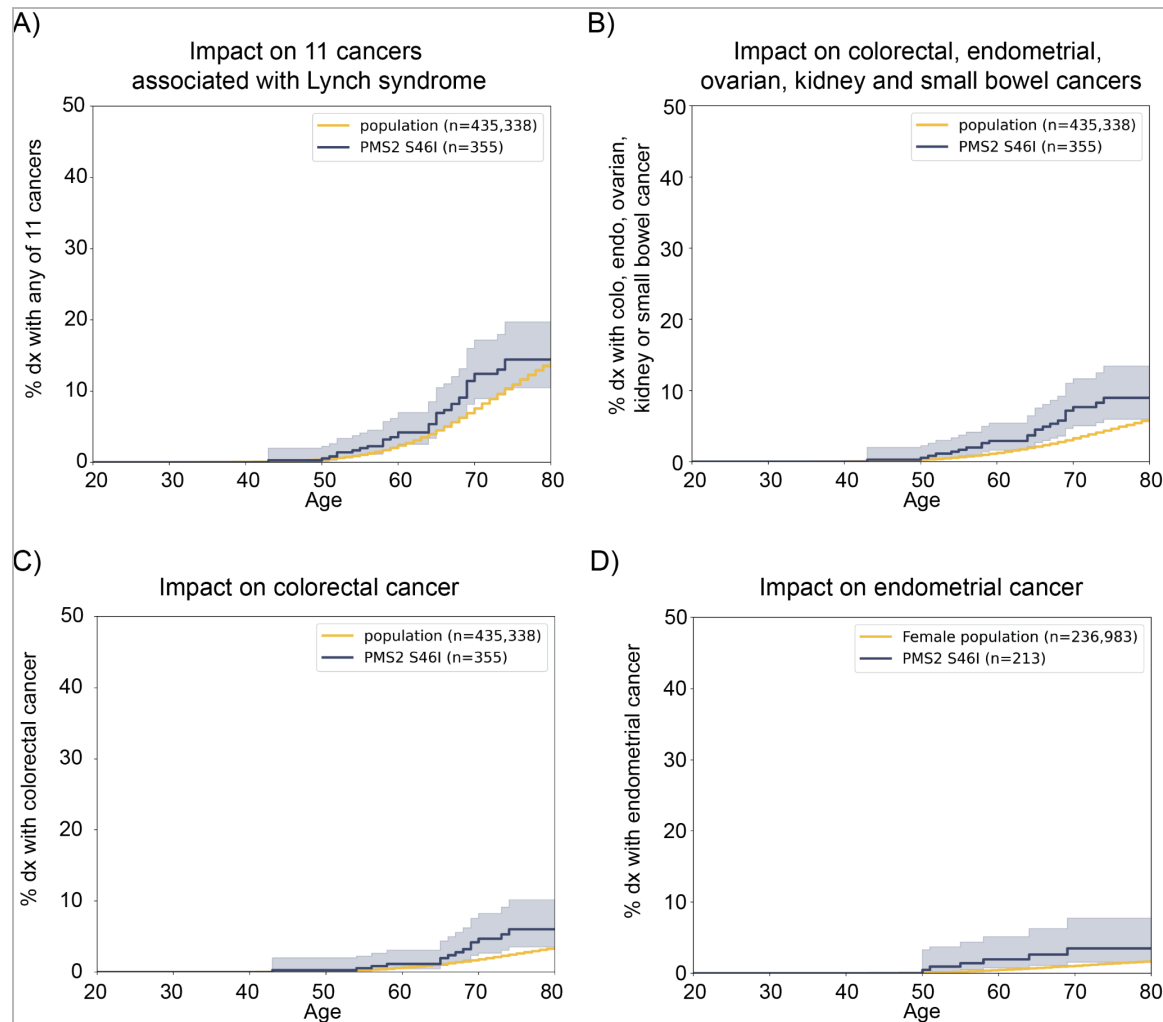 A)
Impact on 11 cancers
associated with Lynch syndrome
% dx with any of 11 cancers
50
40
30
20
10
0
population (n=435,338)
PMS2 S46I (n=355)
20 30 40 50 60 70 80
Age
B)
Impact on colorectal, endometrial,
ovarian, kidney and small bowel cancers
% dx with colo, endo, ovarian,
kidney or small bowel cancer
50
40
30
20
10
0
population (n=435,338)
PMS2 S46I (n=355)
20 30 40 50 60 70 80
Age
C)
Impact on colorectal cancer
% dx with colorectal cancer
50
40
30
20
10
0
population (n=435,338)
PMS2 S46I (n=355)
20 30 40 50 60 70 80
Age
D)
Impact on endometrial cancer
% dx with endometrial cancer
50
40
30
20
10
0
Female population (n=236,983)
PMS2 S46I (n=213)
20 30 40 50 60 70 80
Age